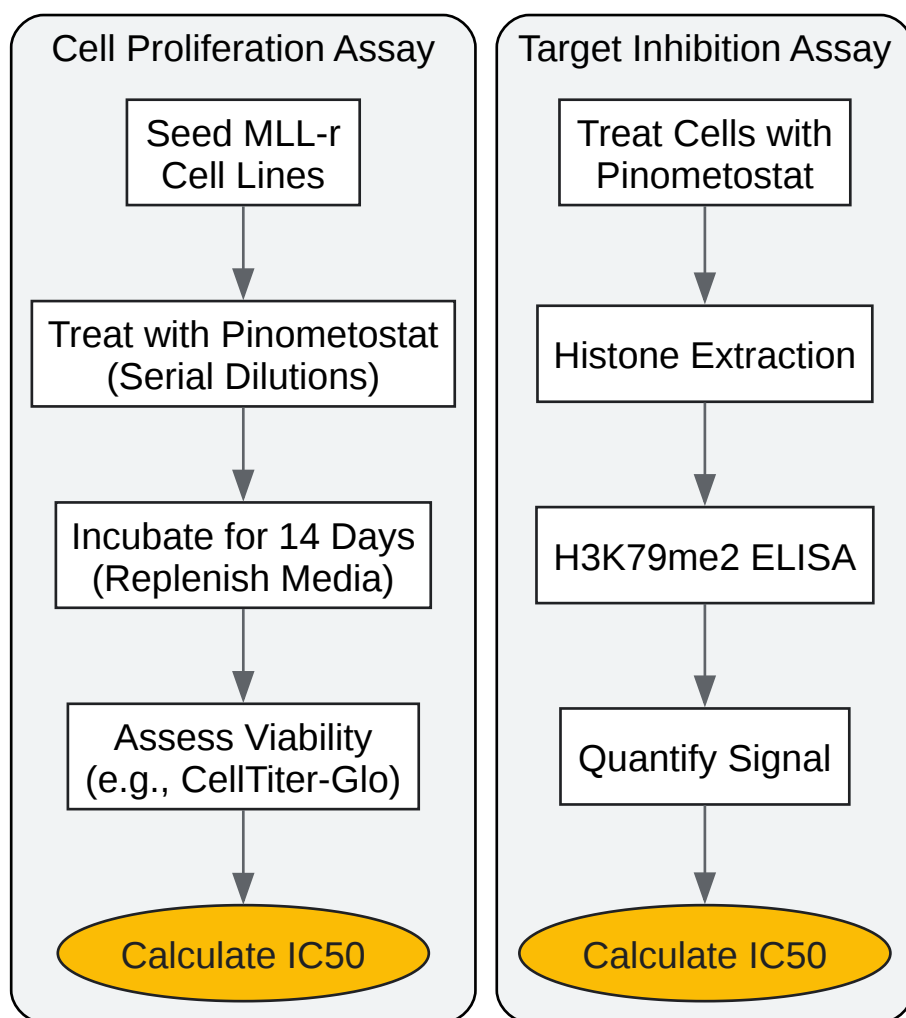 Cell Proliferation Assay
Seed MLL-r
Cell Lines
Treat with Pinometostat
(Serial Dilutions)
Incubate for 14 Days
(Replenish Media)
Assess Viability
(e.g., CellTiter-Glo)
Calculate IC50
Target Inhibition Assay
Treat Cells with
Pinometostat
Histone Extraction
H3K79me2 ELISA
Quantify Signal
Calculate IC50